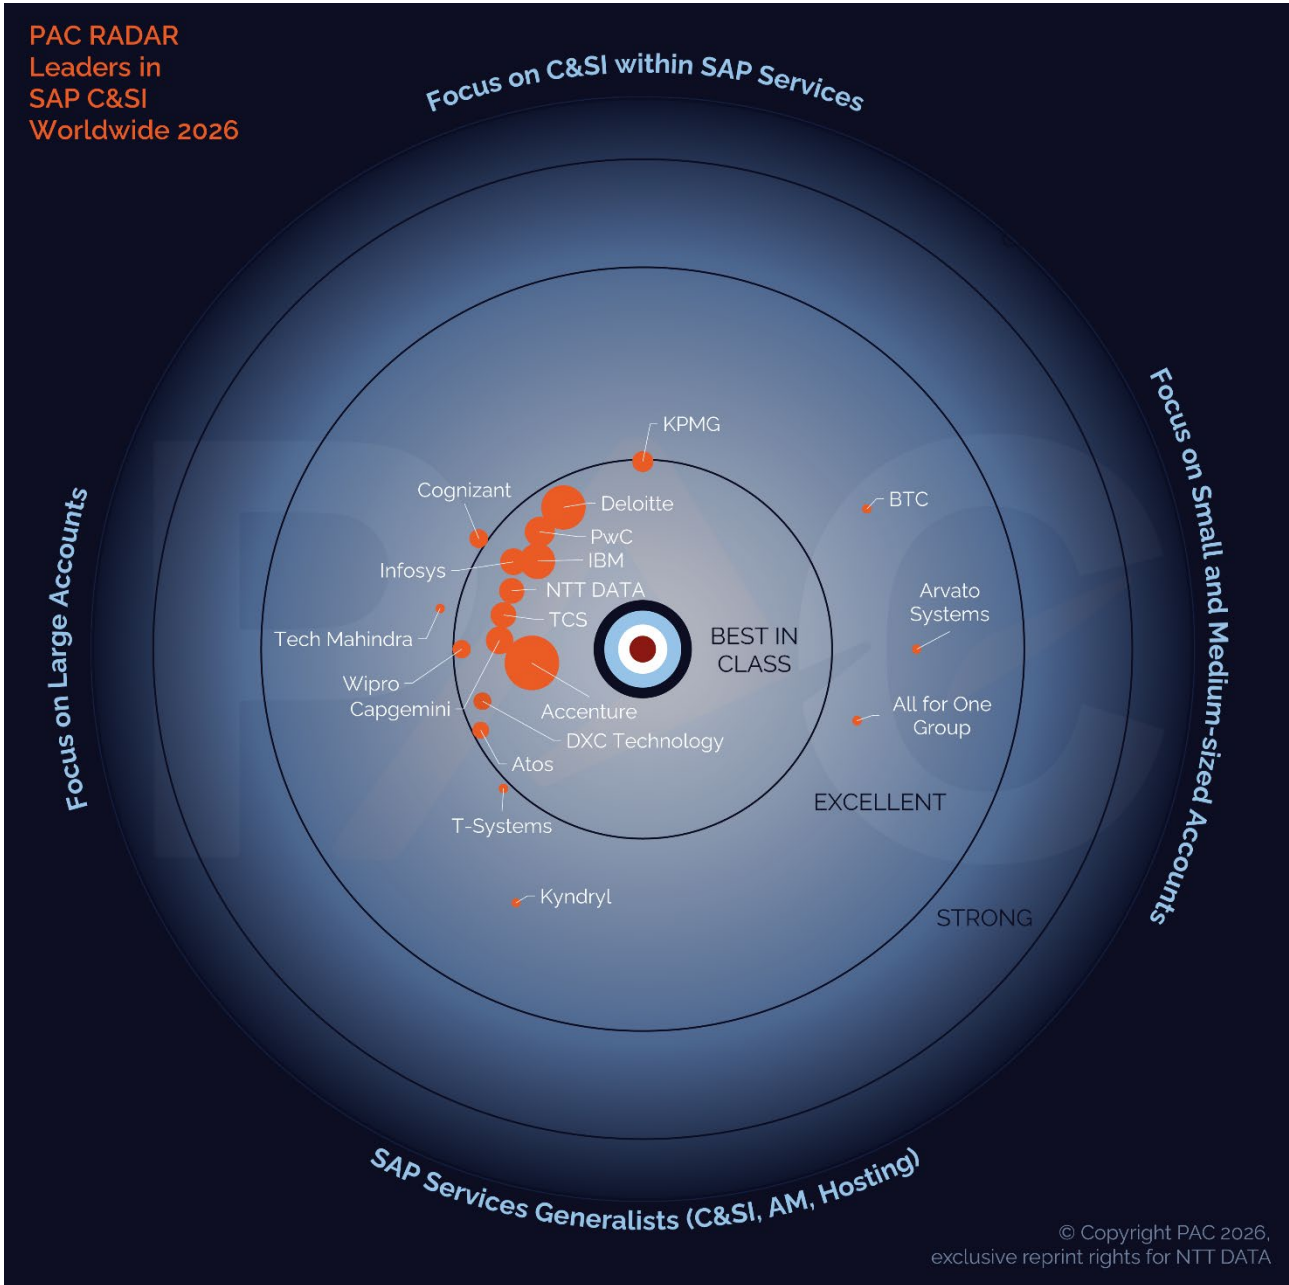 PAC RADAR
Leaders in
SAP C&SI
Worldwide 2026
Focus on C&SI within SAP Services
Focus on Large Accounts
Focus on Small and Medium-sized Accounts
KPMG
Cognizant
Deloitte
BTC
PwC
IBM
Infosys
NTT DATA
Arvato
Systems
TCS
Tech Mahindra
BEST IN
CLASS
Wipro
Capgemini
Accenture
All for One
Group
DXC Technology
Atos
EXCELLENT
T-Systems
Kyndryl
STRONG
SAP Services Generalists (C&SI, AM, Hosting)
© Copyright PAC 2026,
exclusive reprint rights for NTT DATA
PAC